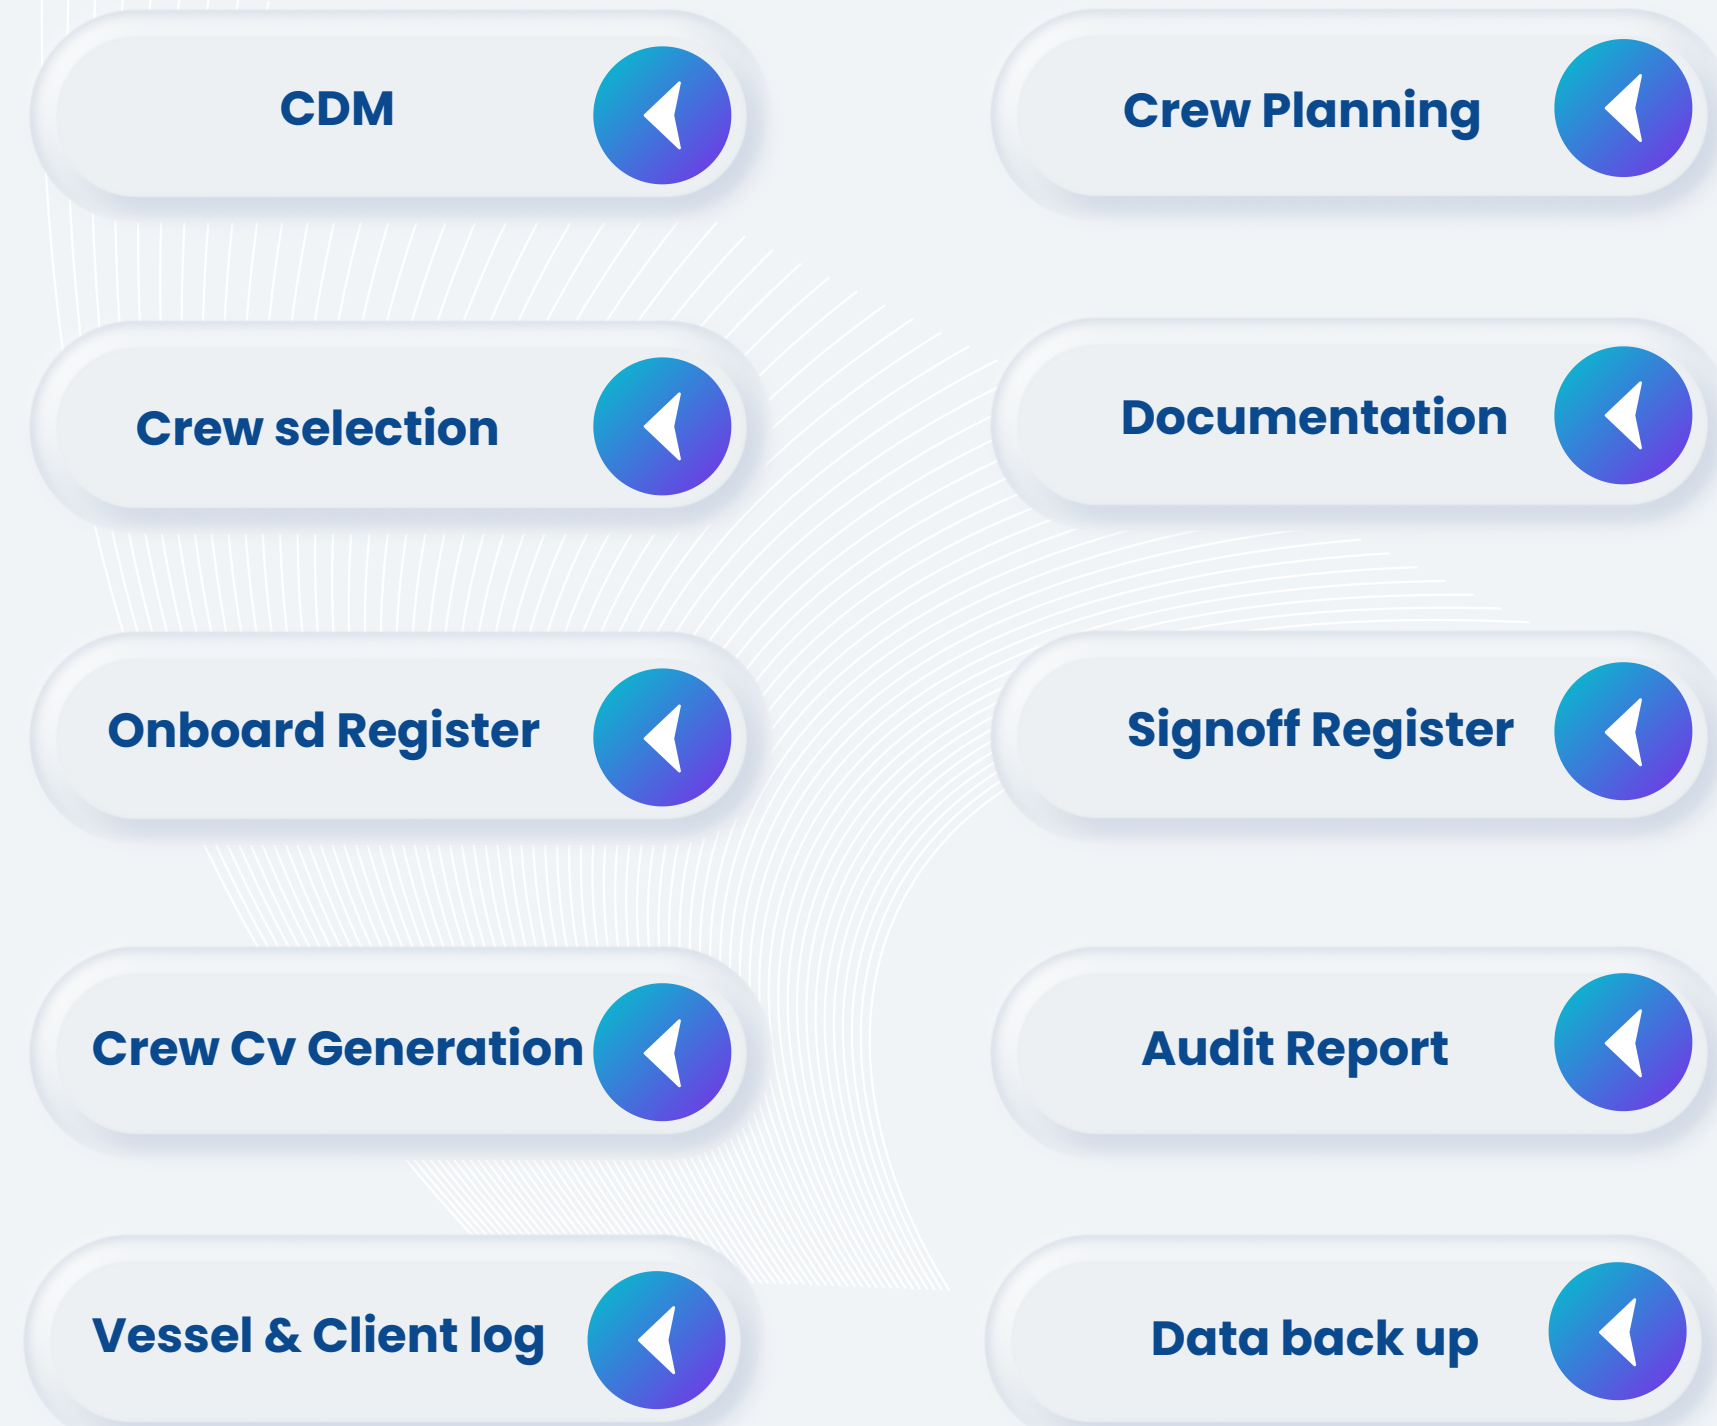 CDM
Crew Planning
Crew selection
Documentation
Onboard Register
Signoff Register
Crew Cv Generation
Audit Report
Vessel & Client log
Data back up